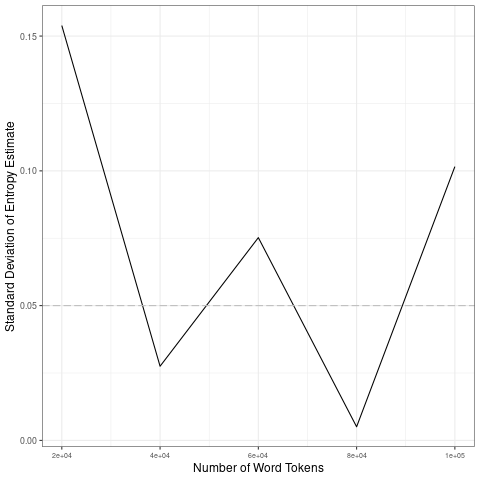 Standard Deviation of Entropy Estimate
0.15
0.10
0.05
0.00
2e+04 4e+04 6e+04 8e+04 1e+05
Number of Word Tokens